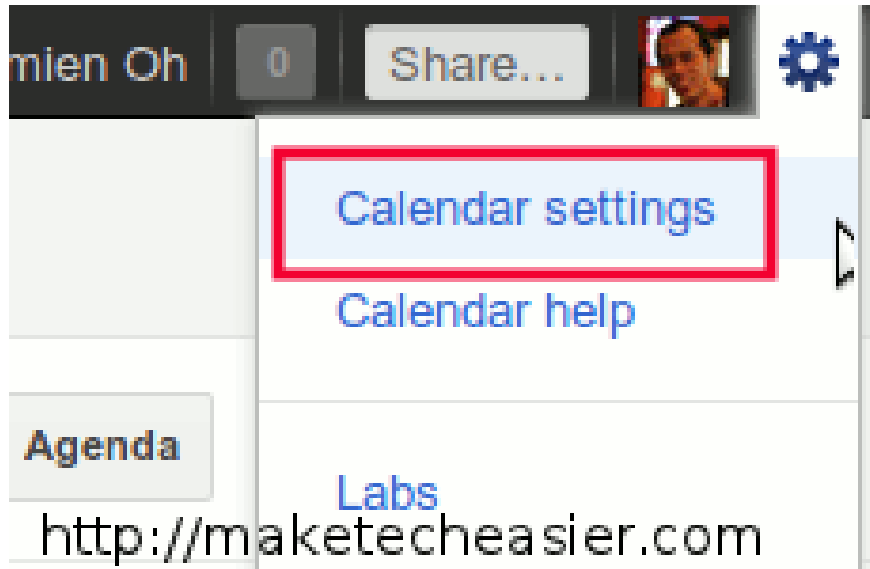 mien Oh 0 Share...
Calendar settings
Calendar help
Agenda
Labs
http://maketecheasier.com